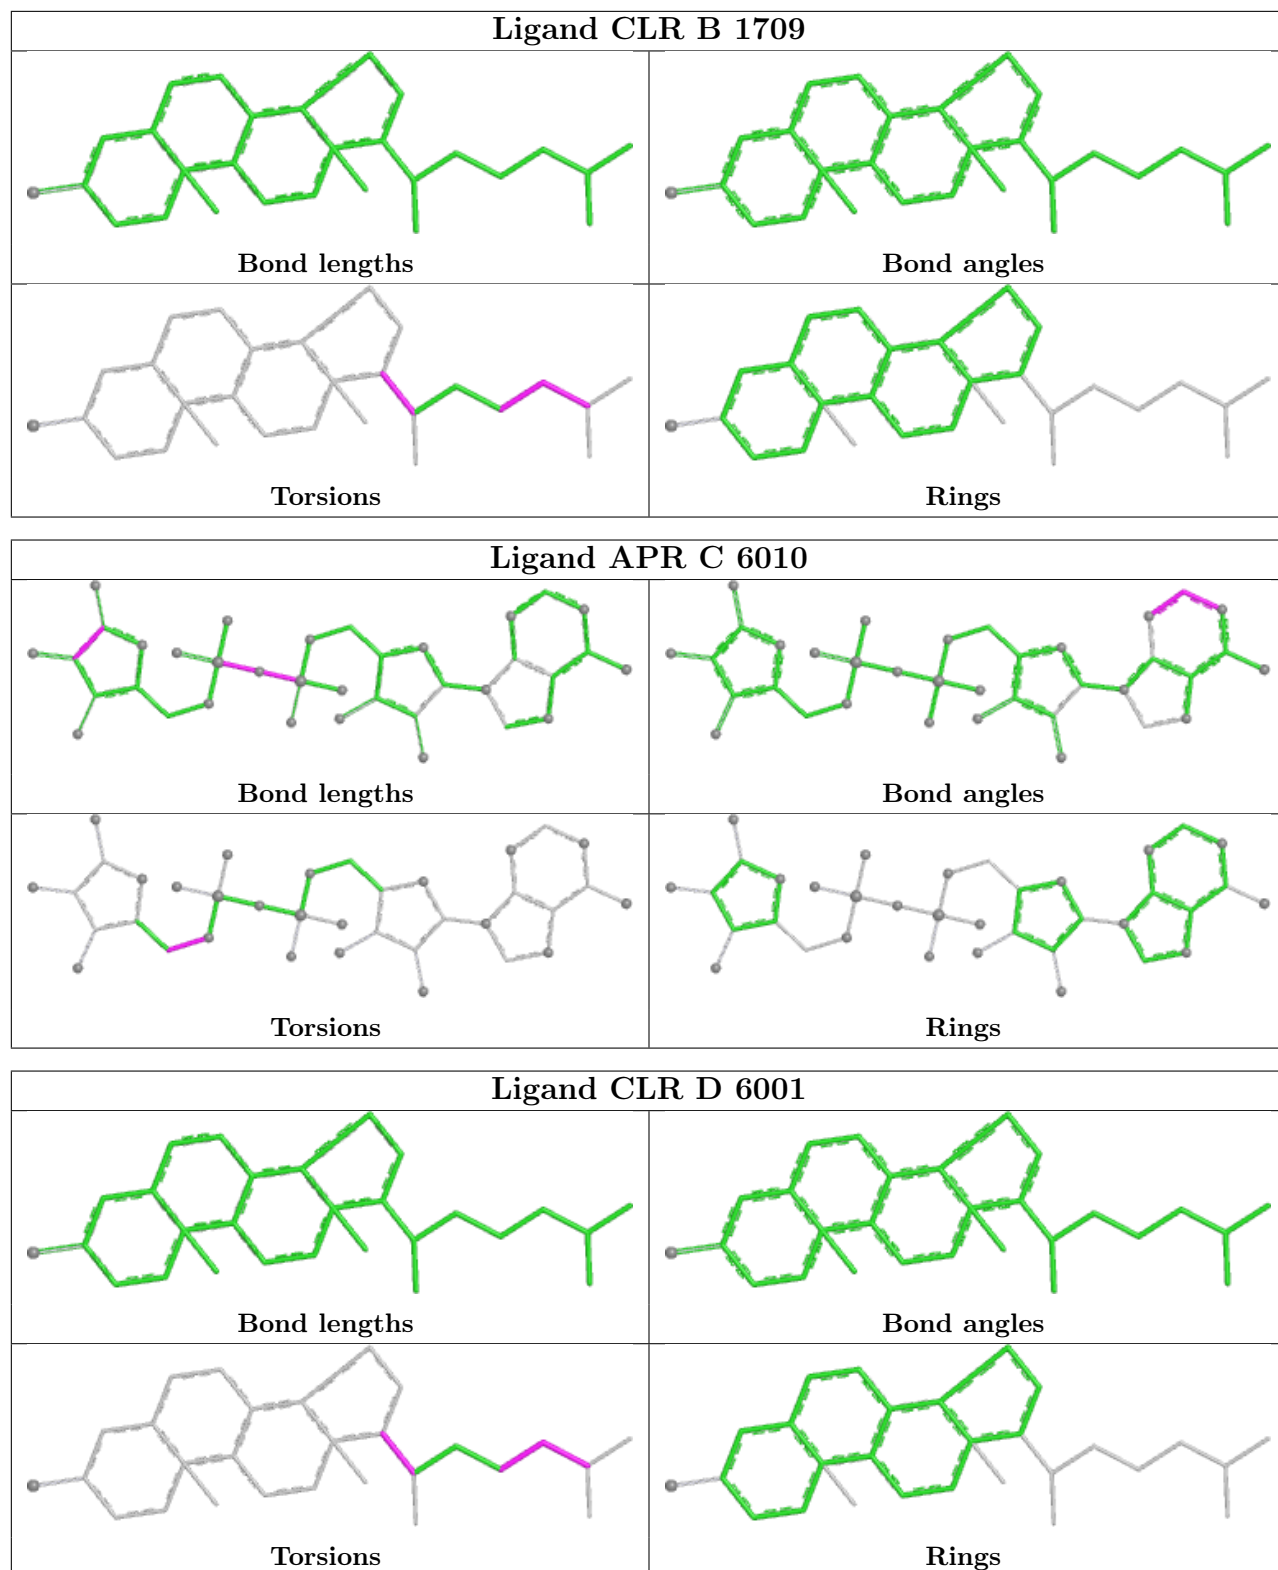 Ligand CLR B 1709
Bond lengths
Bond angles
Torsions
Rings
Ligand APR C 6010
Bond lengths
Bond angles
Torsions
Rings
Ligand CLR D 6001
Bond lengths
Bond angles
Torsions
Rings